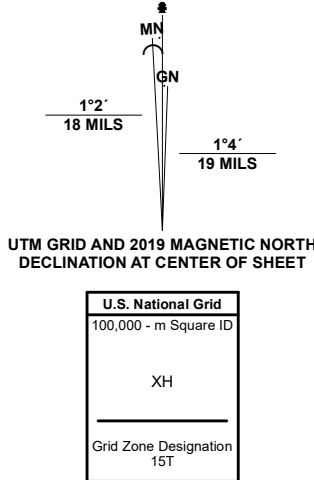 MN
GN
1°2´
18 MILS
1°4´
19 MILS
UTM GRID AND 2019 MAGNETIC NORTH
DECLINATION AT CENTER OF SHEET
U.S. National Grid
100,000 - m Square ID
XH
Grid Zone Designation
15T